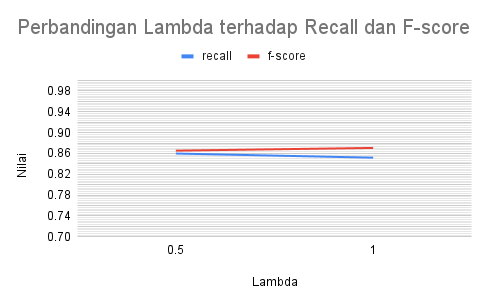 Perbandingan Lambda terhadap Recall dan F-score
recall f-score
0.98
0.94
0.90
0.86
0.82
0.78
0.74
0.70
Nilai
0.5 1
Lambda